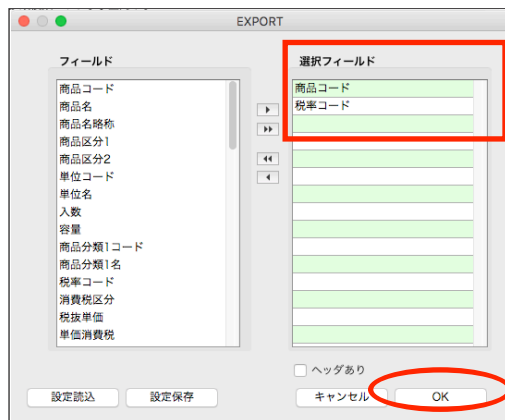 EXPORT
フィールド
選択フィールド
商品コード
商品名
商品名略称
商品区分1
商品区分2
単位コード
単位名
入数
容量
商品分類1コード
商品分類1名
税率コード
消費税区分
税抜単価
単価消費税
商品コード
税率コード
ヘッダあり
設定読込
設定保存
キャンセル
OK